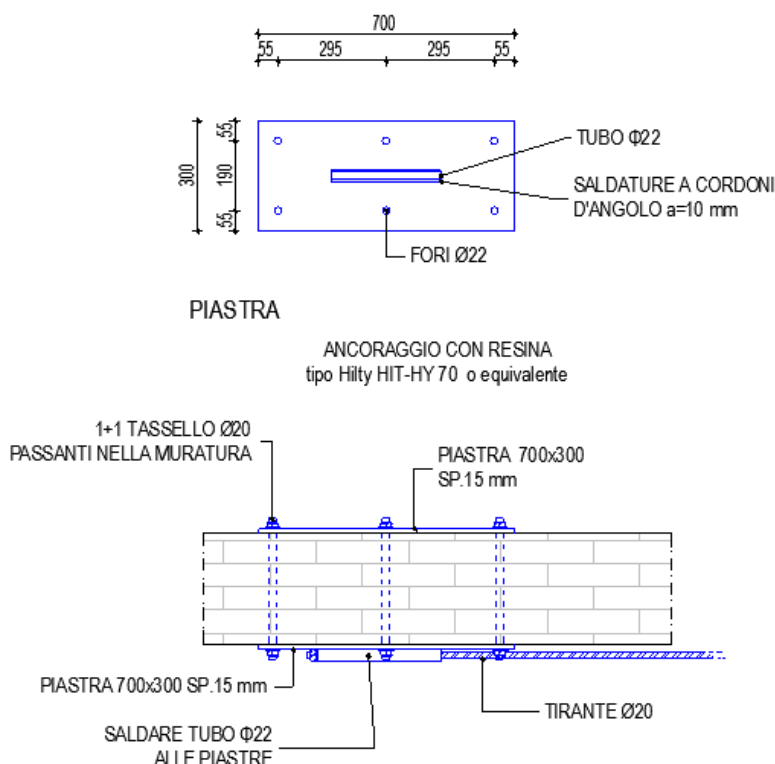 700
55 295 295 55
TUBO Φ22
55
300
190
SALDATURE A CORDONI
D'ANGOLO a=10 mm
55
FORI Ø22
PIASTRA
ANCORAGGIO CON RESINA
tipo Hilty HIT-HY 70 o equivalente
1+1 TASSELLO Ø20
PASSANTI NELLA MURATURA
PIASTRA 700x300
SP.15 mm
PIASTRA 700x300 SP.15 mm
TIRANTE Ø20
SALDARE TUBO Φ22
ALLE PIASTRE